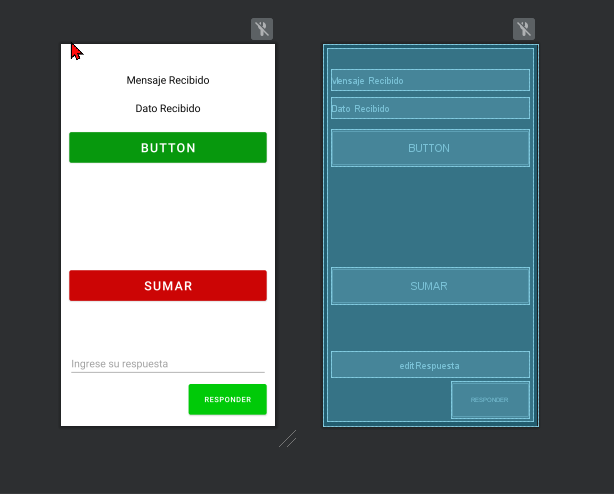 Mensaje Recibido
Dato Recibido
BUTTON
SUMAR
Ingrese su respuesta
RESPONDER
Mensaje Recibido
Dato Recibido
BUTTON
SUMAR
editRespuesta
RESPONDER